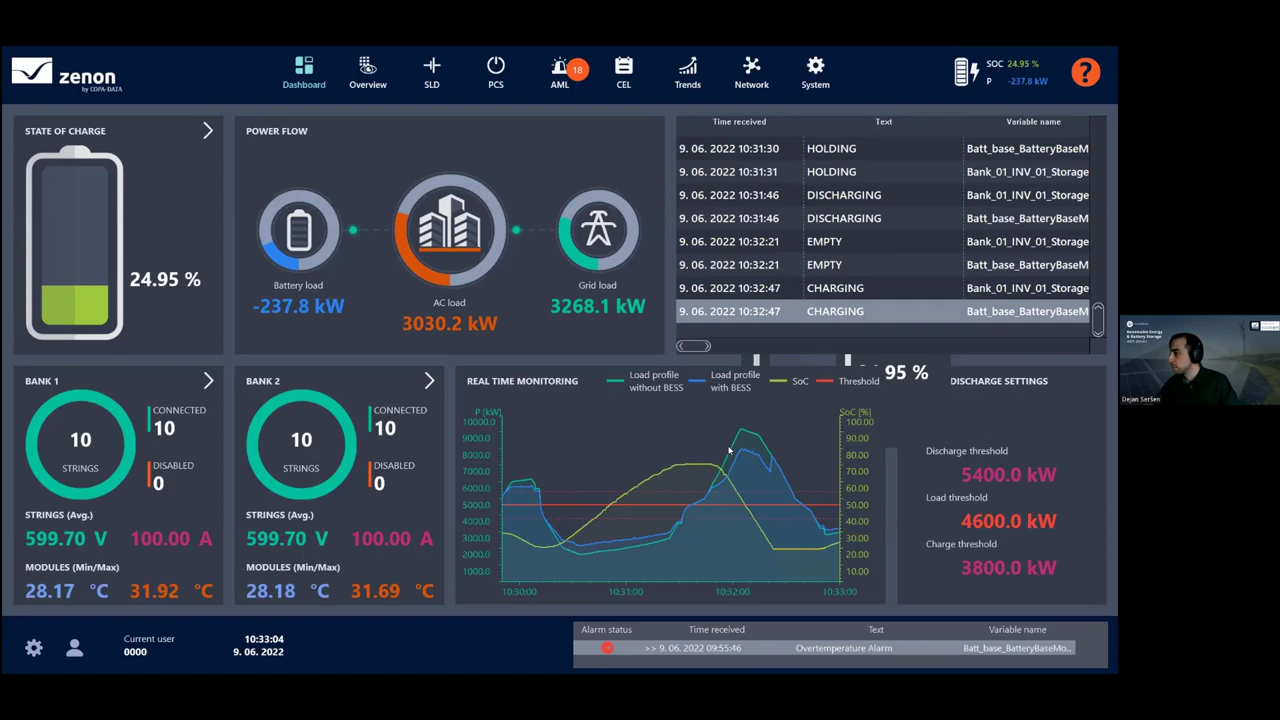 zenon
by COPA-DATA
Dashboard
Overview
SLD
PCS
AML
18
CEL
Trends
Network
System
SOC 24.95 %
P -237.8 kW
?
STATE OF CHARGE
24.95 %
POWER FLOW
Battery load
-237.8 kW
AC load
3030.2 kW
Grid load
3268.1 kW
Time received Text Variable name
9. 06. 2022 10:31:30 HOLDING Batt_base_BatteryBaseM
9. 06. 2022 10:31:31 HOLDING Bank_01_INV_01_Storage
9. 06. 2022 10:31:46 DISCHARGING Bank_01_INV_01_Storage
9. 06. 2022 10:31:46 DISCHARGING Batt_base_BatteryBaseM
9. 06. 2022 10:32:21 EMPTY Bank_01_INV_01_Storage
9. 06. 2022 10:32:21 EMPTY Batt_base_BatteryBaseM
9. 06. 2022 10:32:47 CHARGING Bank_01_INV_01_Storage
9. 06. 2022 10:32:47 CHARGING Batt_base_BatteryBaseM
BANK 1
10
STRINGS
CONNECTED
10
DISABLED
0
STRINGS (Avg.)
599.70 V 100.00 A
MODULES (Min/Max)
28.17 °C 31.92 °C
BANK 2
10
STRINGS
CONNECTED
10
DISABLED
0
STRINGS (Avg.)
599.70 V 100.00 A
MODULES (Min/Max)
28.18 °C 31.69 °C
REAL TIME MONITORING
Load profile
without BESS
Load profile
with BESS
SoC
Threshold
95 %
P [kW]
10000.0
9000.0
8000.0
7000.0
6000.0
5000.0
4000.0
3000.0
2000.0
1000.0
SoC [%]
100.00
90.00
80.00
70.00
60.00
50.00
40.00
30.00
20.00
10.00
10:30:00 10:31:00 10:32:00 10:33:00
DISCHARGE SETTINGS
Discharge threshold
5400.0 kW
Load threshold
4600.0 kW
Charge threshold
3800.0 kW
Current user
0000
10:33:04
9. 06. 2022
Alarm status Time received Text Variable name
>> 9. 06. 2022 09:55:46 Overtemperature Alarm Batt_base_BatteryBaseMo...
Renewable Energy
& Battery Storage
Dejan Seršen